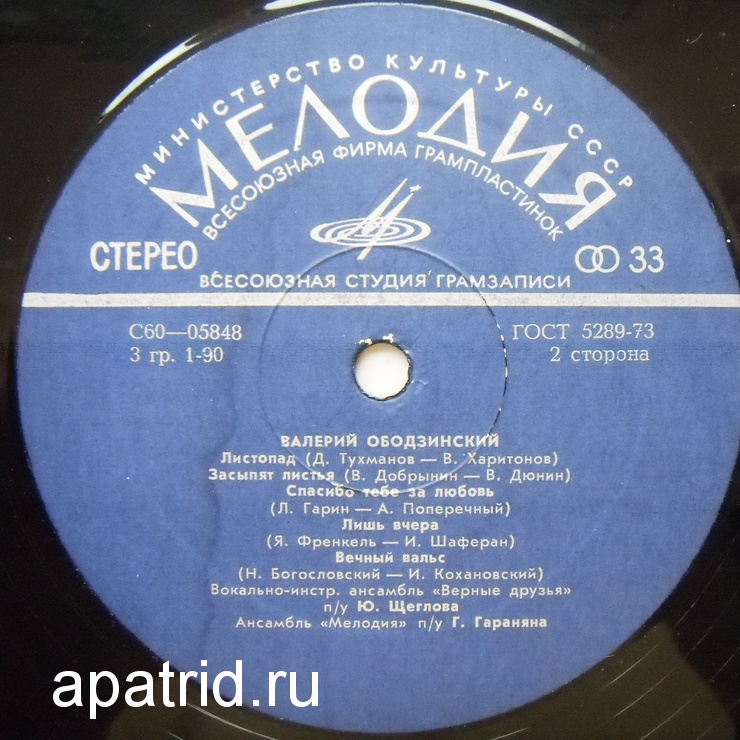 МИНИСТЕРСТВО КУЛЬТУРЫ СССР
МЕЛОДИЯ
ВСЕСОЮЗНАЯ ФИРМА ГРАМПЛАСТИНОК
СТЕРЕО 33
ВСЕСОЮЗНАЯ СТУДИЯ ГРАМЗАПИСИ
С60—05848 ГОСТ 5289-73
3 гр. 1-90 2 сторона
ВАЛЕРИЙ ОБОДЗИНСКИЙ
Листопад (Д. Тухманов — В. Харитонов)
Засыпят листья (В. Добрынин — В. Дюнин)
Спасибо тебе за любовь
(Л. Гарин — А. Поперечный)
Лишь вчера
(Я. Френкель — И. Шаферан)
Вечный вальс
(Н. Богословский — И. Кохановский)
Вокально-инстр. ансамбль «Верные друзья»
п/у Ю. Щеглова
Ансамбль «Мелодия» п/у Г. Гараняна
apatrid.ru